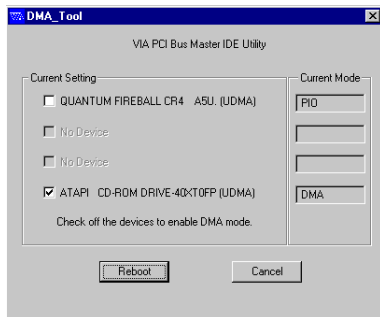 DMA_Tool
VIA PCI Bus Master IDE Utility
Current Setting
Current Mode
QUANTUM FIREBALL CR4 A5U. (UDMA)
PIO
No Device
No Device
ATAPI CD-ROM DRIVE-40XT0FP (UDMA)
DMA
Check off the devices to enable DMA mode.
Reboot
Cancel